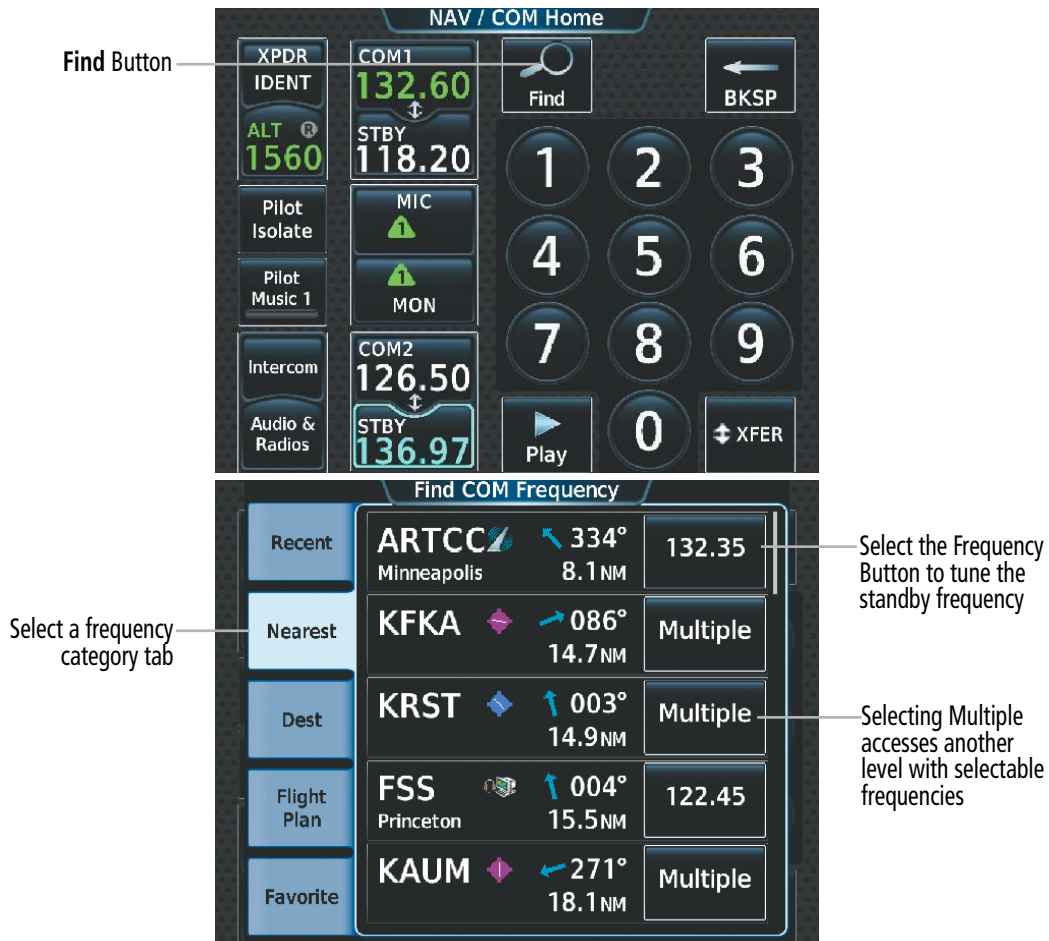 NAV / COM Home
Find Button
XPDR
IDENT
ALT R
1560
COM1
132.60
STBY
118.20
Find
BKSP
Pilot
Isolate
Pilot
Music 1
MIC
1
1
MON
1 2 3
4 5 6
7 8 9
Intercom
Audio &
Radios
COM2
126.50
STBY
136.97
Play
0
XFER
Find COM Frequency
Select a frequency
category tab
Recent
Nearest
Dest
Flight
Plan
Favorite
ARTCC 334° 132.35
Minneapolis 8.1NM
KFKA 086° Multiple
14.7NM
KRST 003° Multiple
14.9NM
FSS 004° 122.45
Princeton 15.5NM
KAUM 271° Multiple
18.1NM
Select the Frequency
Button to tune the
standby frequency
Selecting Multiple
accesses another
level with selectable
frequencies